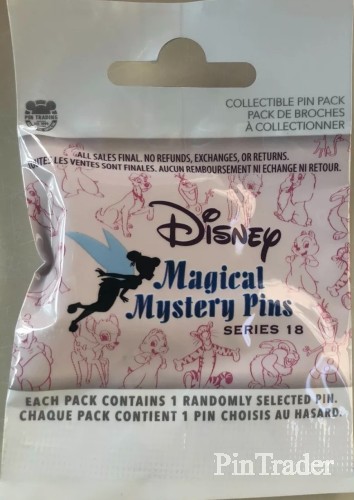 PIN TRADING
COLLECTIBLE PIN PACK
PACK DE BROCHES
À COLLECTIONNER
ALL SALES FINAL. NO REFUNDS, EXCHANGES, OR RETURNS.
LES VENTES SONT FINALES. AUCUN REMBOURSEMENT NI ECHANGE NI RETOUR.
Disney
Magical
Mystery Pins
SERIES 18
EACH PACK CONTAINS 1 RANDOMLY SELECTED PIN.
CHAQUE PACK CONTIENT 1 PIN CHOISIS AU HASARD.
PinTrader